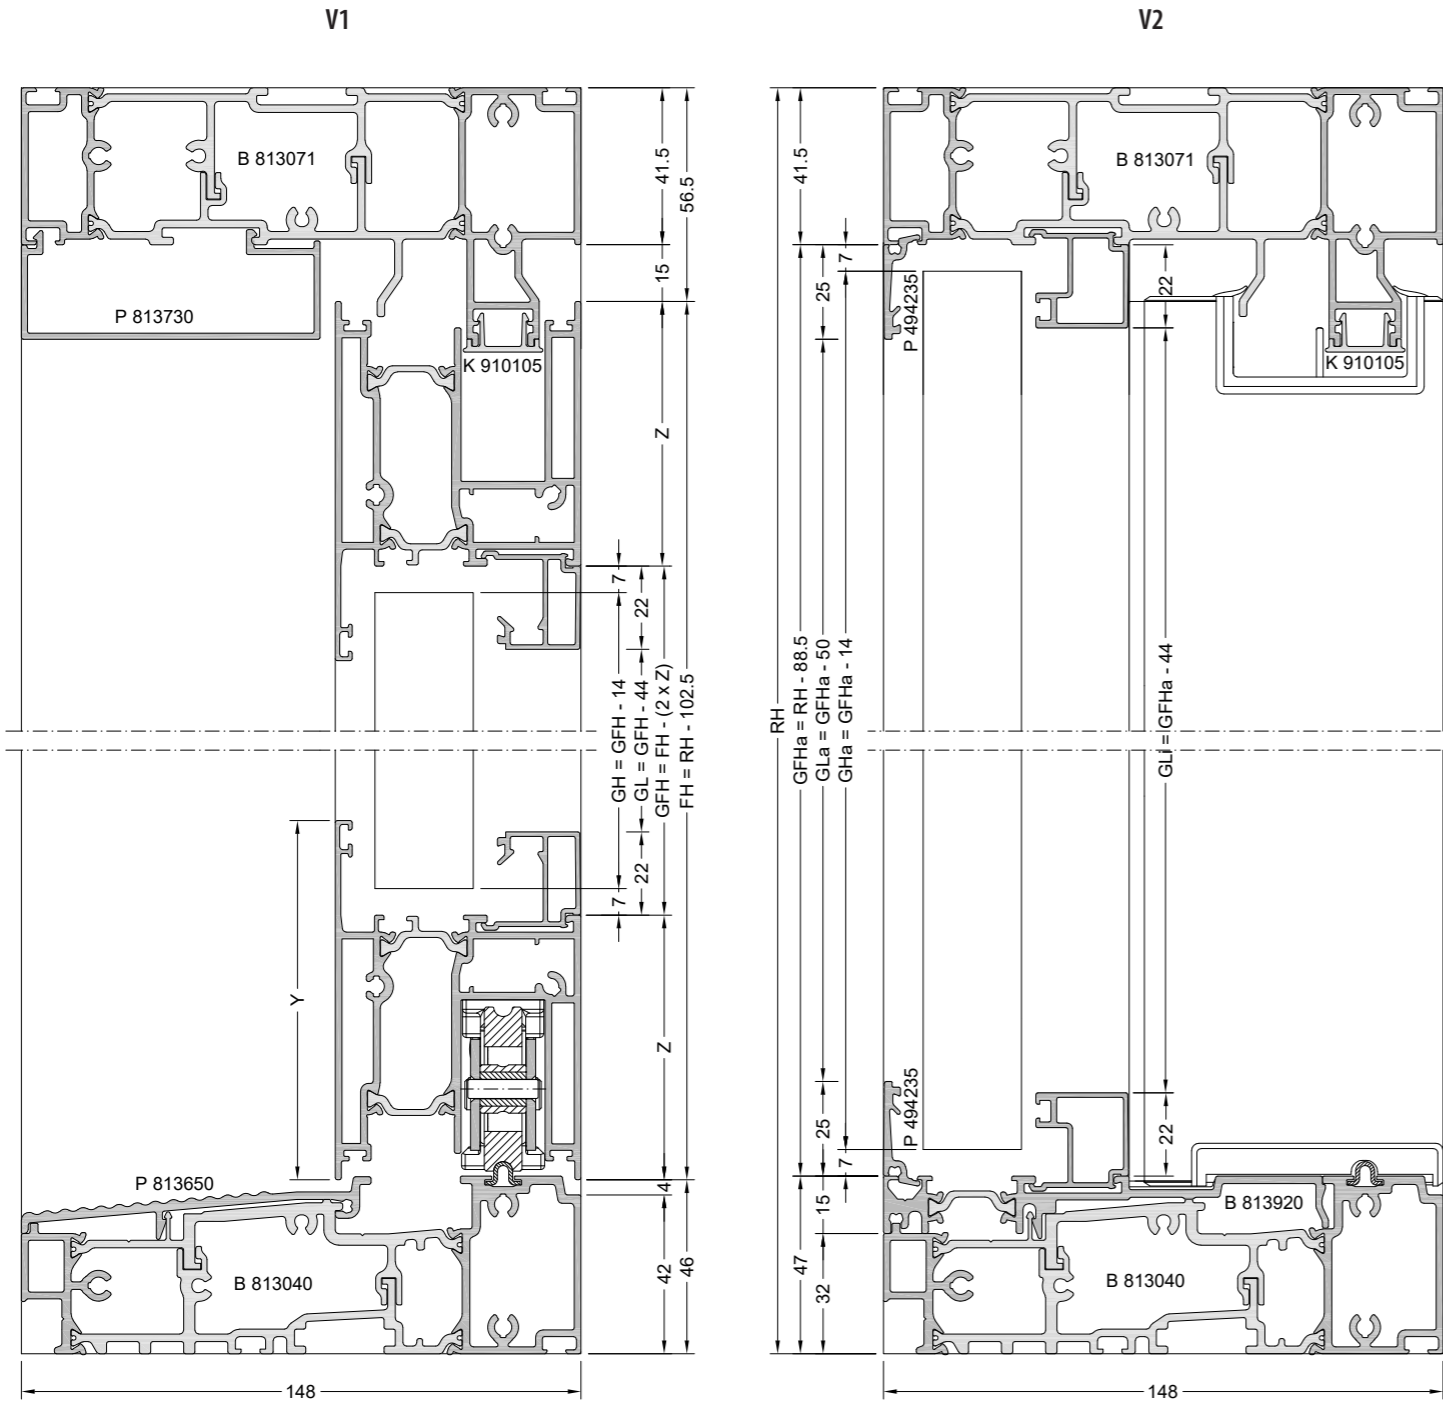 V1
V2
B 813071
P 813730
K 910105
41.5
56.5
15
Z
7
22
GH = GFH - 14
GL = GFH - 44
GFH = FH - (2 x Z)
FH = RH - 102.5
22
7
Y
Z
P 813650
B 813040
4
42
46
148
B 813071
P 494235
K 910105
41.5
7
25
22
RH
GFHa = RH - 88.5
GLa = GFHa - 50
GHa = GFHa - 14
GLi = GFHa - 44
P 494235
25
7
22
15
B 813920
B 813040
47
32
148